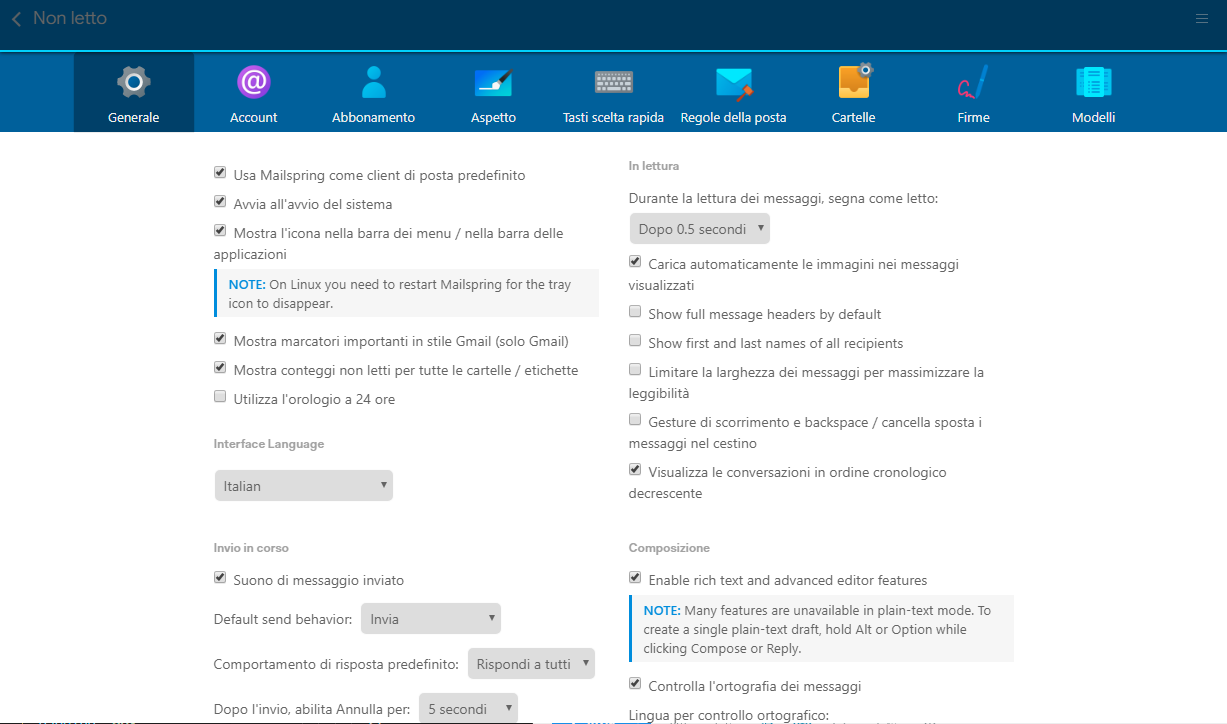 Non letto
Generale
Account
Abbonamento
Aspetto
Tasti scelta rapida
Regole della posta
Cartelle
Firme
Modelli
Usa Mailspring come client di posta predefinito
Avvia all'avvio del sistema
Mostra l'icona nella barra dei menu / nella barra delle
applicazioni
NOTE: On Linux you need to restart Mailspring for the tray
icon to disappear.
Mostra marcatori importanti in stile Gmail (solo Gmail)
Mostra conteggi non letti per tutte le cartelle / etichette
Utilizza l'orologio a 24 ore
Interface Language
Italian
Invio in corso
Suono di messaggio inviato
Default send behavior: Invia
Comportamento di risposta predefinito: Rispondi a tutti
Dopo l'invio, abilita Annulla per: 5 secondi
In lettura
Durante la lettura dei messaggi, segna come letto:
Dopo 0.5 secondi
Carica automaticamente le immagini nei messaggi
visualizzati
Show full message headers by default
Show first and last names of all recipients
Limitare la larghezza dei messaggi per massimizzare la
leggibilità
Gesture di scorrimento e backspace / cancella sposta i
messaggi nel cestino
Visualizza le conversazioni in ordine cronologico
decrescente
Composizione
Enable rich text and advanced editor features
NOTE: Many features are unavailable in plain-text mode. To
create a single plain-text draft, hold Alt or Option while
clicking Compose or Reply.
Controlla l'ortografia dei messaggi
Lingua per controllo ortografico: